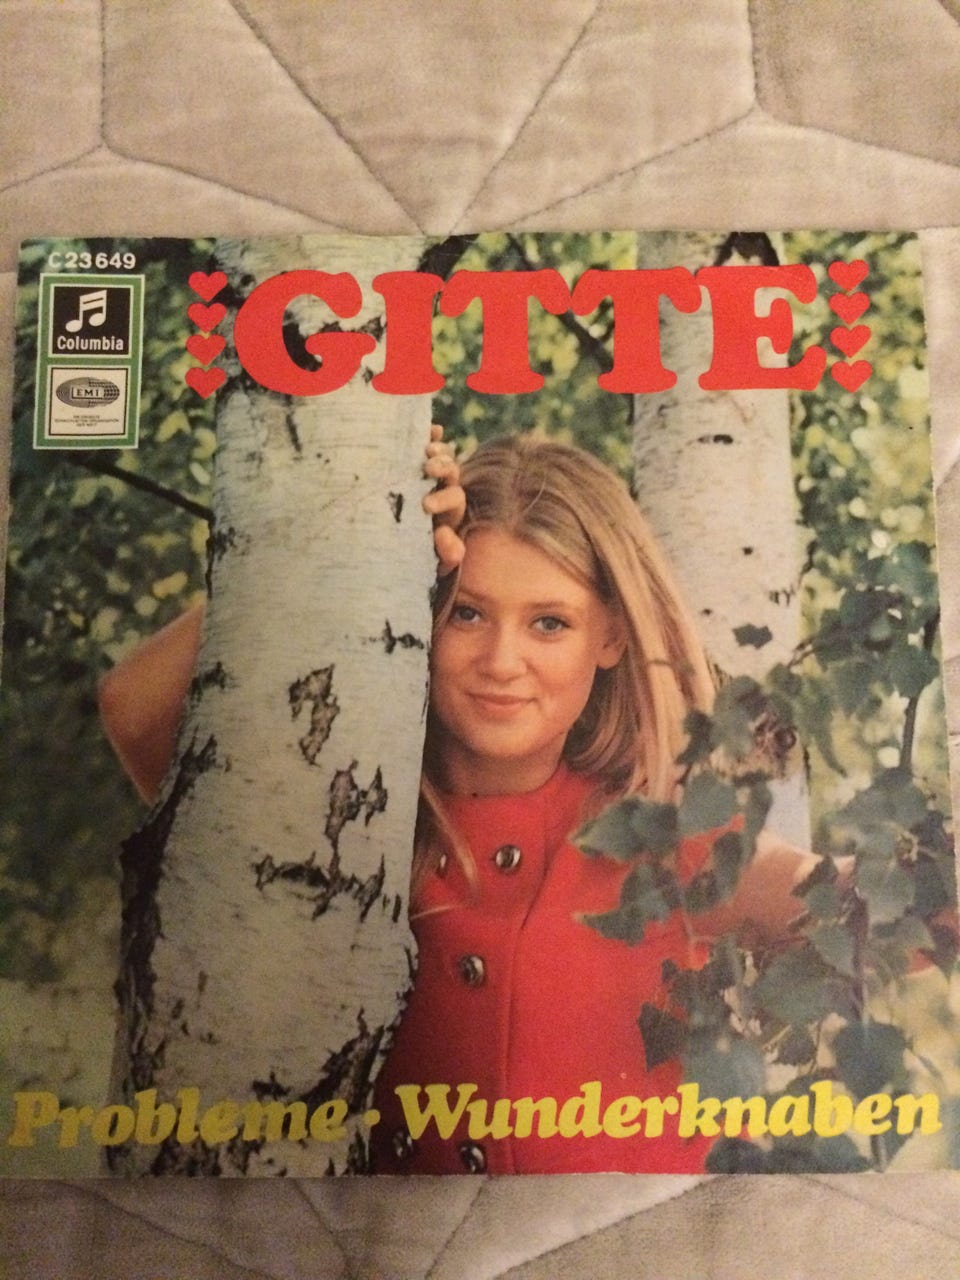 C 23 649
GITTE
Columbia
EMI
Probleme · Wunderknaben